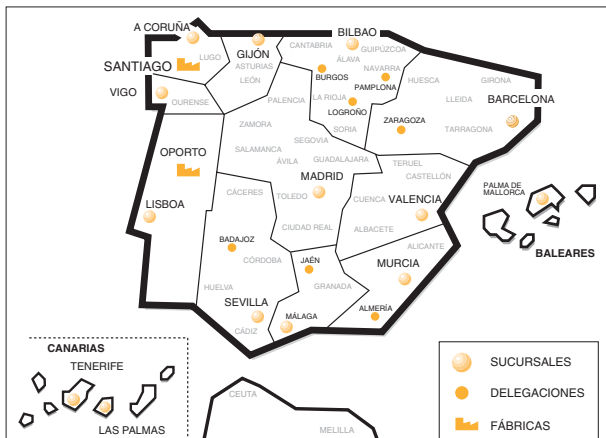 A CORUÑA
LUGO
SANTIAGO
VIGO
OURENSE
GIJÓN
ASTURIAS
LEÓN
CANTABRIA
BILBAO
GUIPÚZCOA
ÁLAVA
NAVARRA
BURGOS
PAMPLONA
LA RIOJA
LOGROÑO
SORIA
HUESCA
GIRONA
LLEIDA
BARCELONA
ZARAGOZA
TARRAGONA
PALENCIA
ZAMORA
SEGOVIA
SALAMANCA
ÁVILA
GUADALAJARA
MADRID
TOLEDO
CIUDAD REAL
OPORTO
LISBOA
CÁCERES
BADAJOZ
CÓRDOBA
HUELVA
SEVILLA
CÁDIZ
JAÉN
GRANADA
MÁLAGA
ALMERÍA
TERUEL
CASTELLÓN
CUENCA
VALENCIA
ALBACETE
ALICANTE
MURCIA
PALMA DE
MALLORCA
BALEARES
CANARIAS
TENERIFE
LAS PALMAS
CEUTA
MELILLA
SUCURSALES
DELEGACIONES
FÁBRICAS